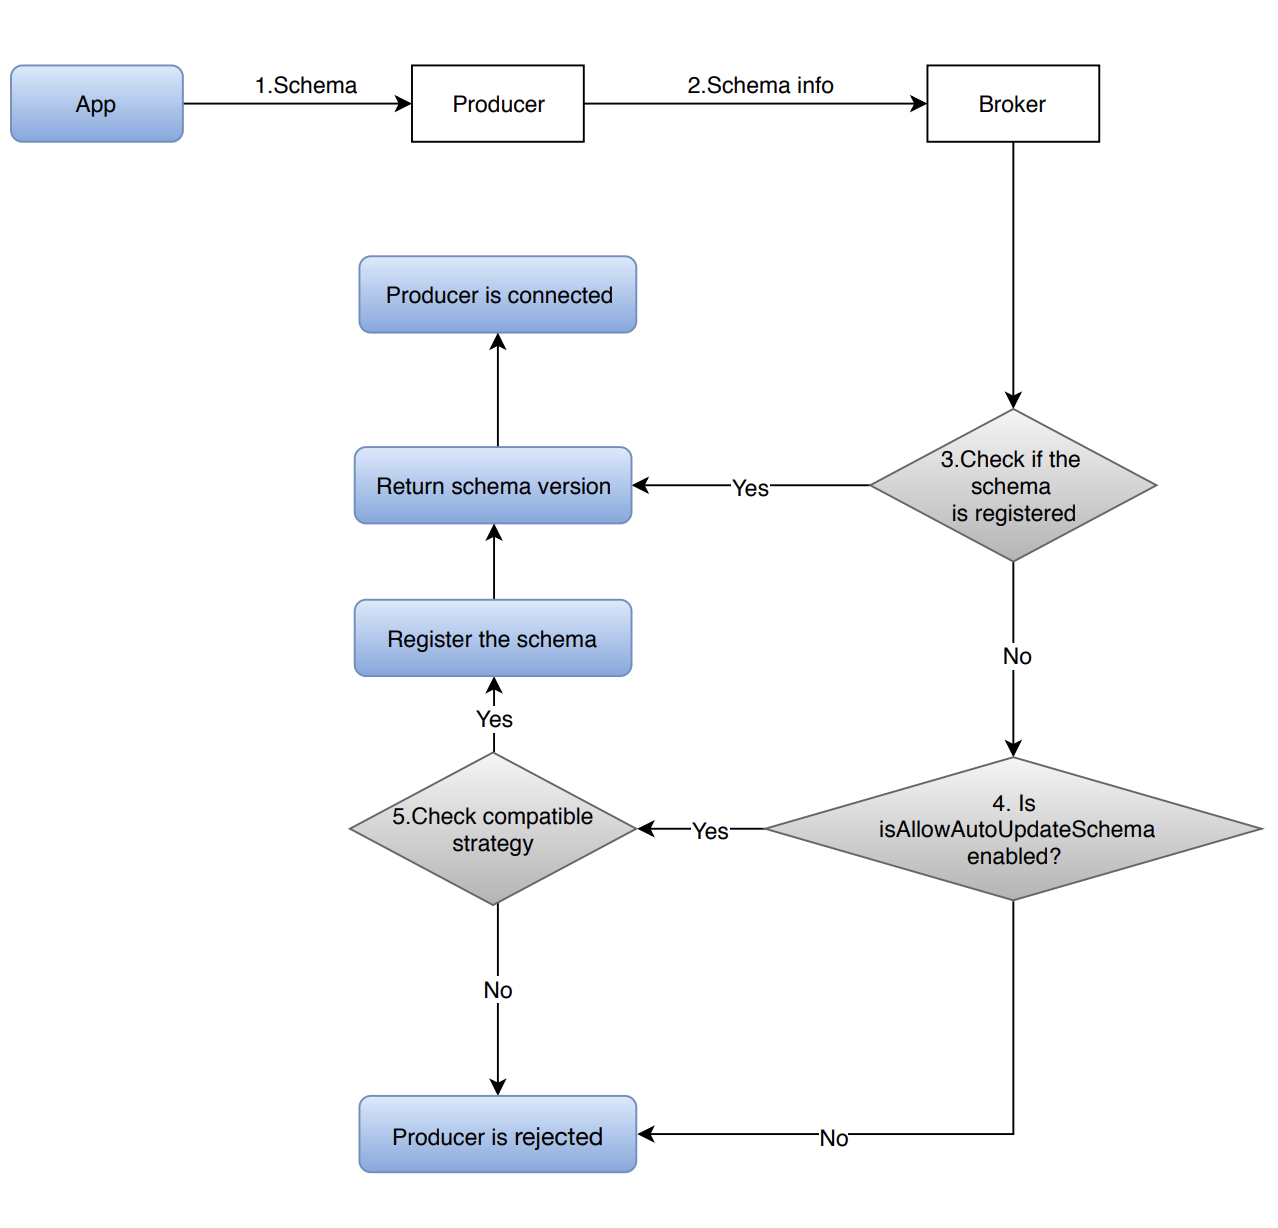 App
1.Schema
Producer
2.Schema info
Broker
Producer is connected
Return schema version
Yes
3.Check if the
schema
is registered
Register the schema
No
Yes
5.Check compatible
strategy
Yes
4. Is
isAllowAutoUpdateSchema
enabled?
No
Producer is rejected
No